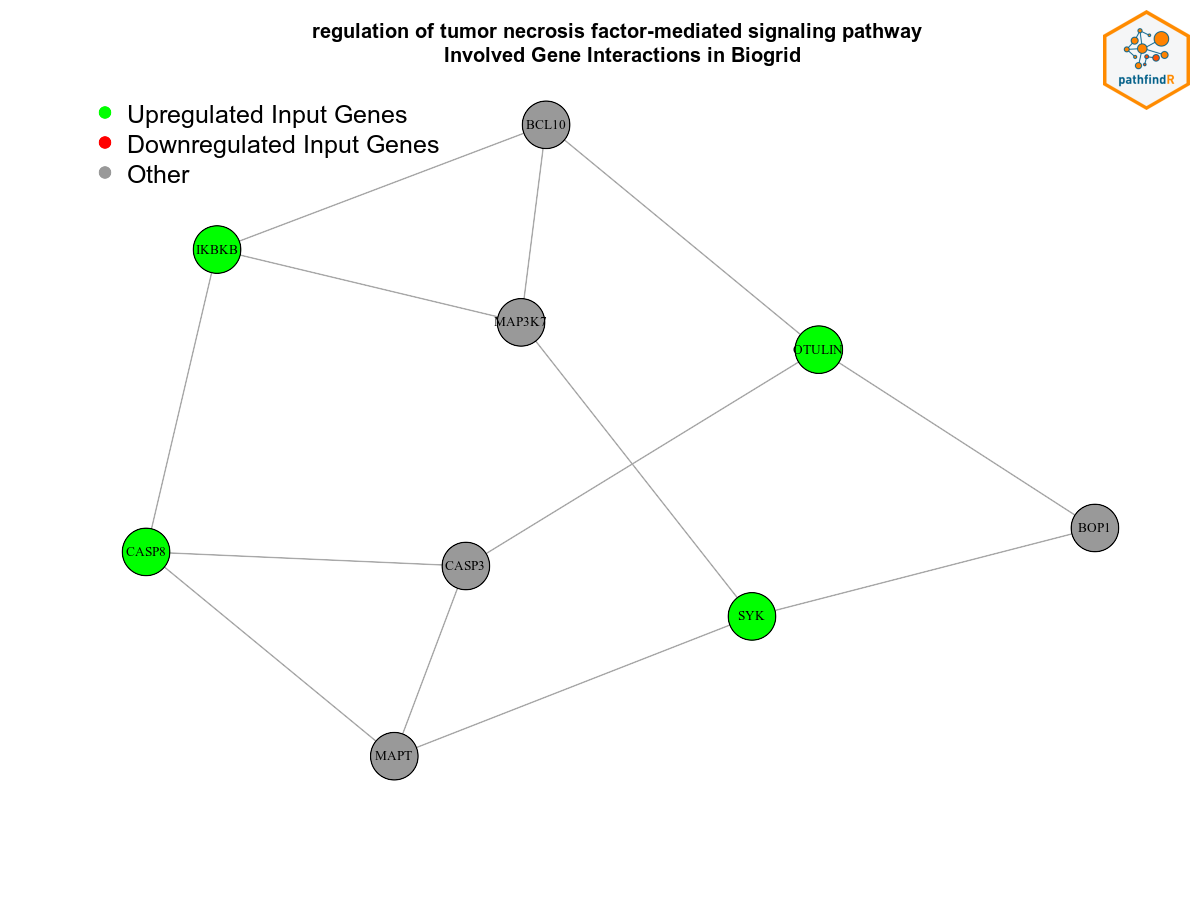 regulation of tumor necrosis factor-mediated signaling pathway
Involved Gene Interactions in Biogrid
pathfindR
Upregulated Input Genes
Downregulated Input Genes
Other
BCL10
IKBKB
MAP3K7
OTULIN
BOP1
CASP8
CASP3
SYK
MAPT